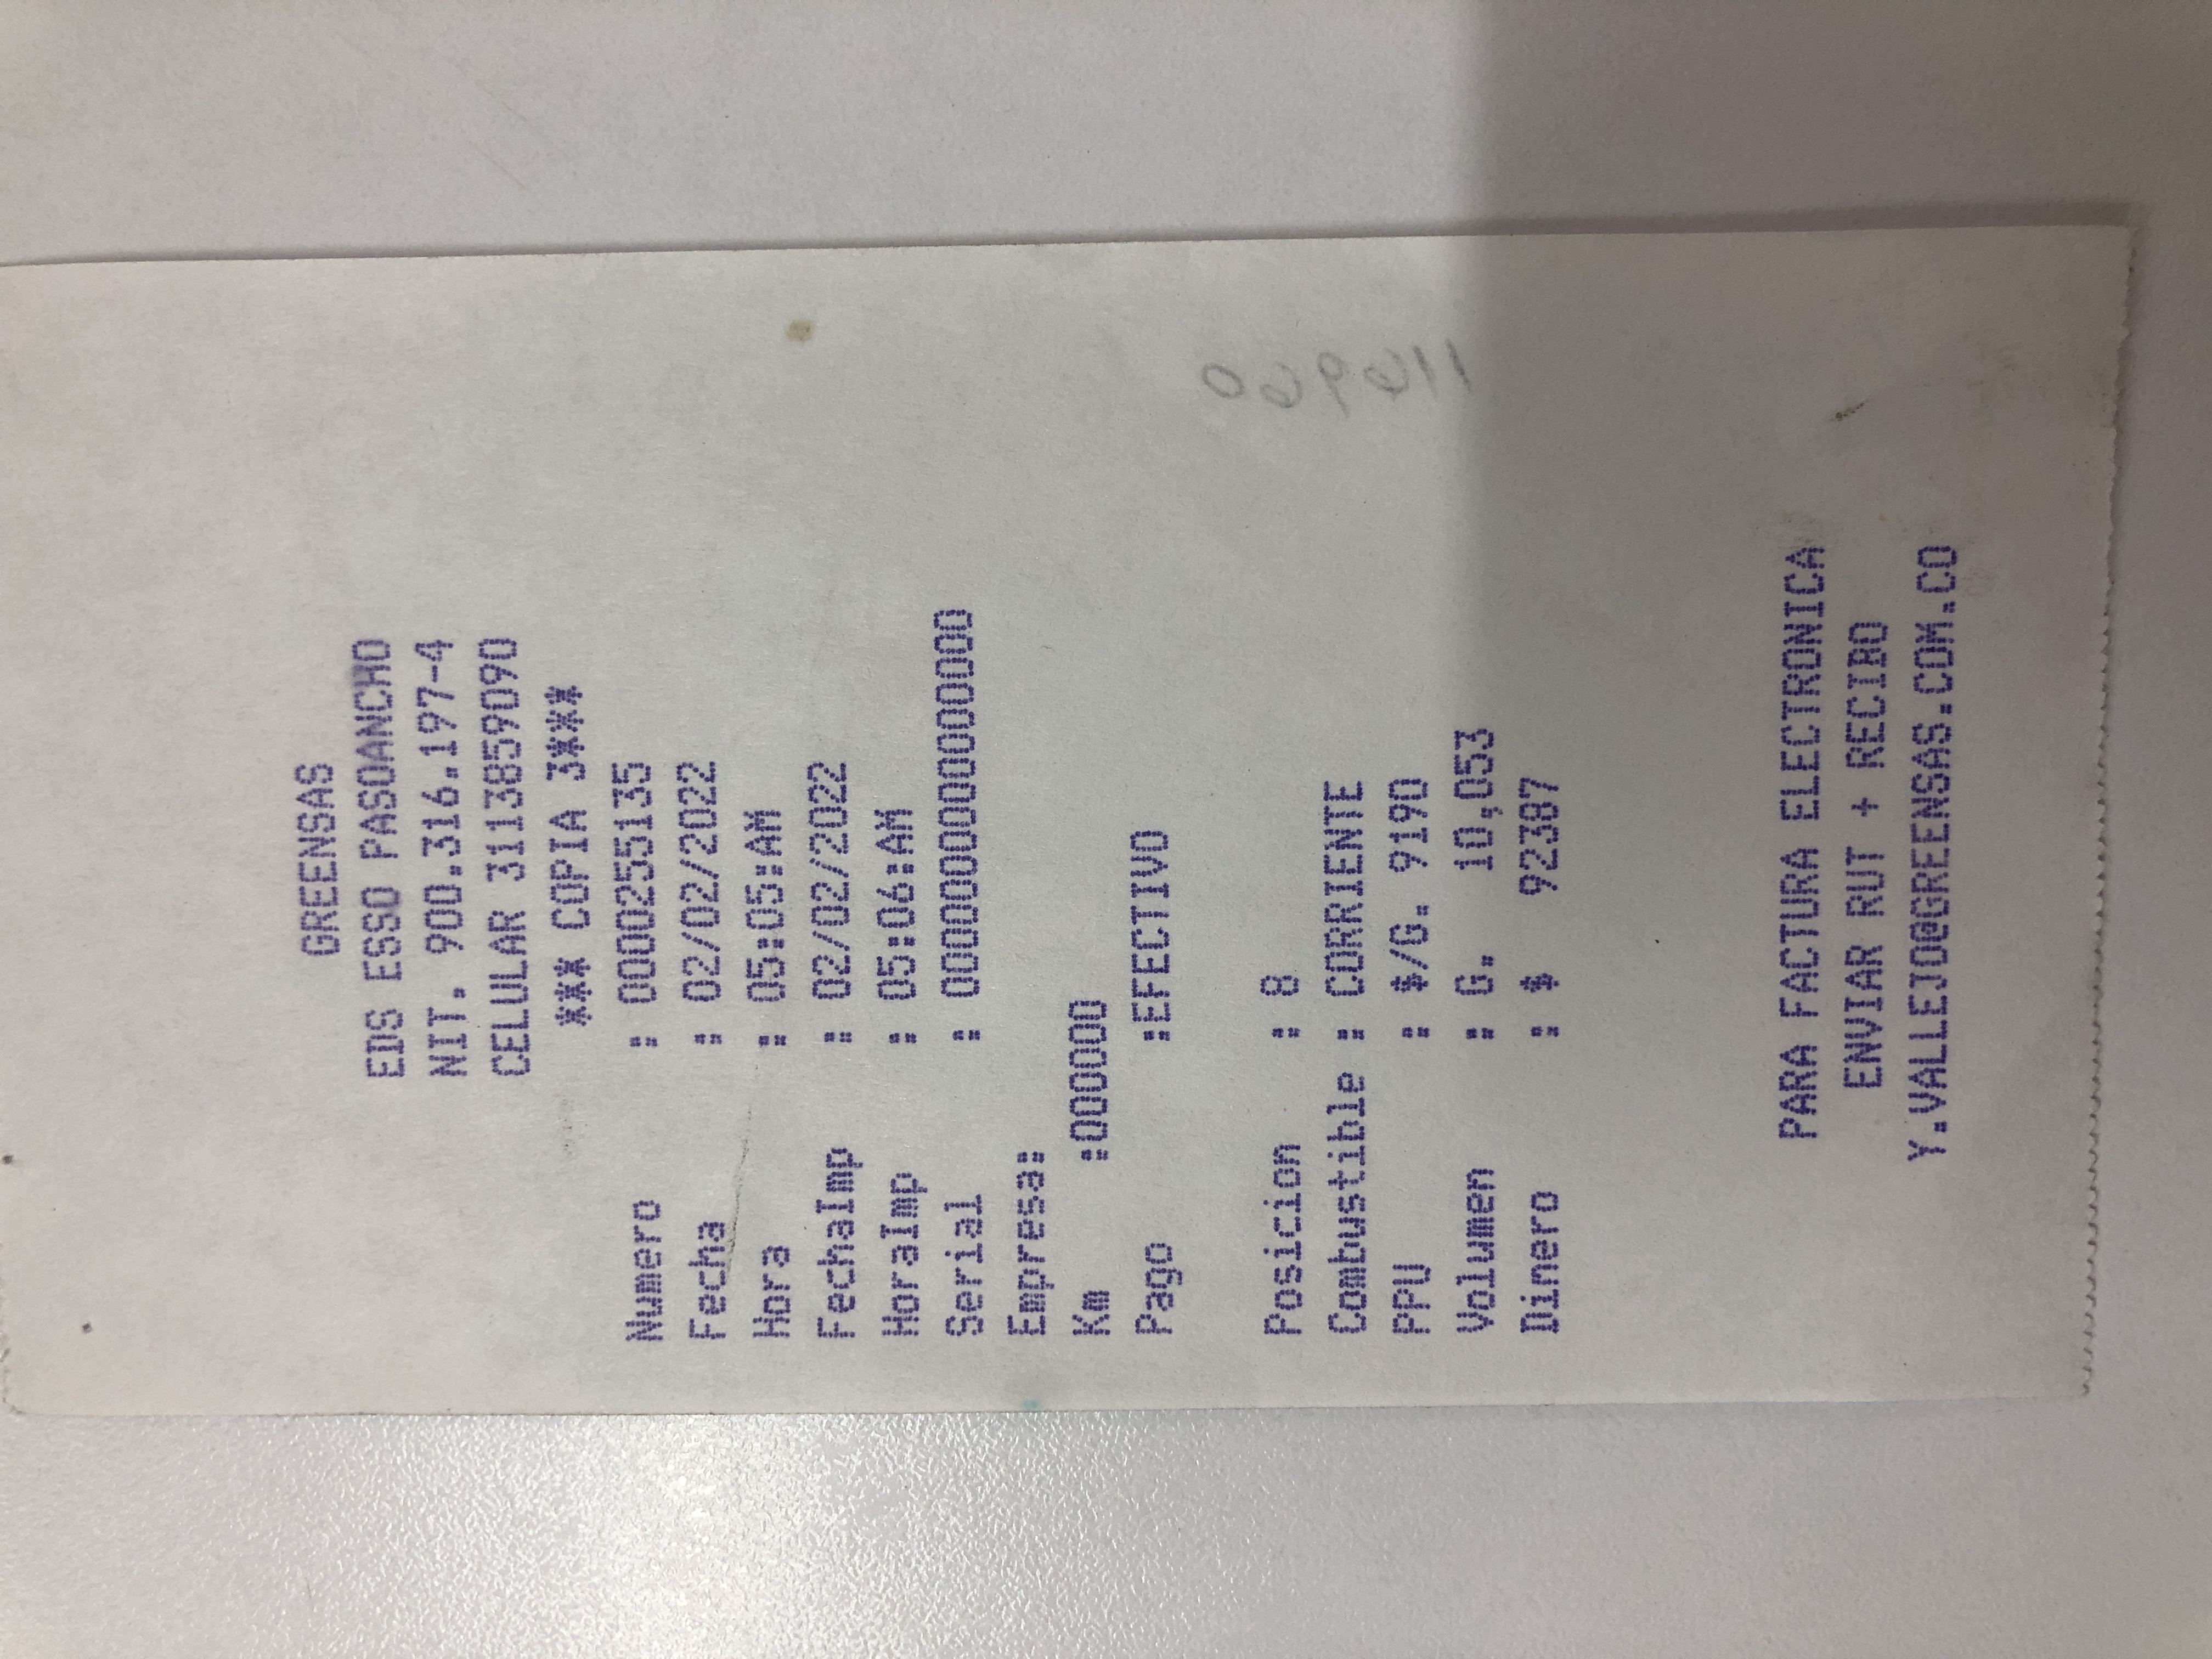 GREENSAS
EDS ESSO PASOANCHO
NIT. 900.316.197-4
CELULAR 3113859090
*** COPIA 3***
Numero : 0000255135
Fecha : 02/02/2022
Hora : 05:05:AM
FechaImp : 02/02/2022
HoraImp : 05:06:AM
Serial : 0000000000000000
Empresa:
Km :000000
Pago :EFECTIVO
Posicion : 8
Combustible : CORRIENTE
PPU : $/G. 9190
Volumen : G. 10,053
Dinero : $ 92387
116960
PARA FACTURA ELECTRONICA
ENVIAR RUT + RECIBO
Y.VALLEJO@GREENSAS.COM.CO